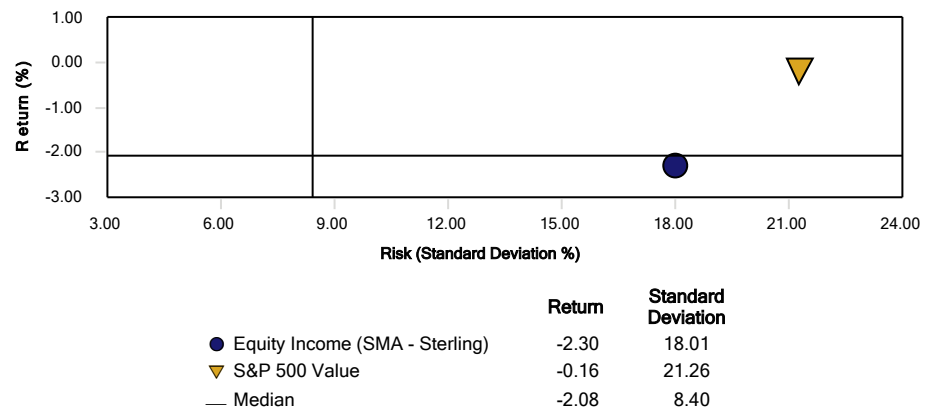 1.00
0.00
-1.00
-2.00
-3.00
Return (%)
3.00 6.00 9.00 12.00 15.00 18.00 21.00 24.00
Risk (Standard Deviation %)
Return Standard Deviation
Equity Income (SMA - Sterling) -2.30 18.01
S&P 500 Value -0.16 21.26
Median -2.08 8.40